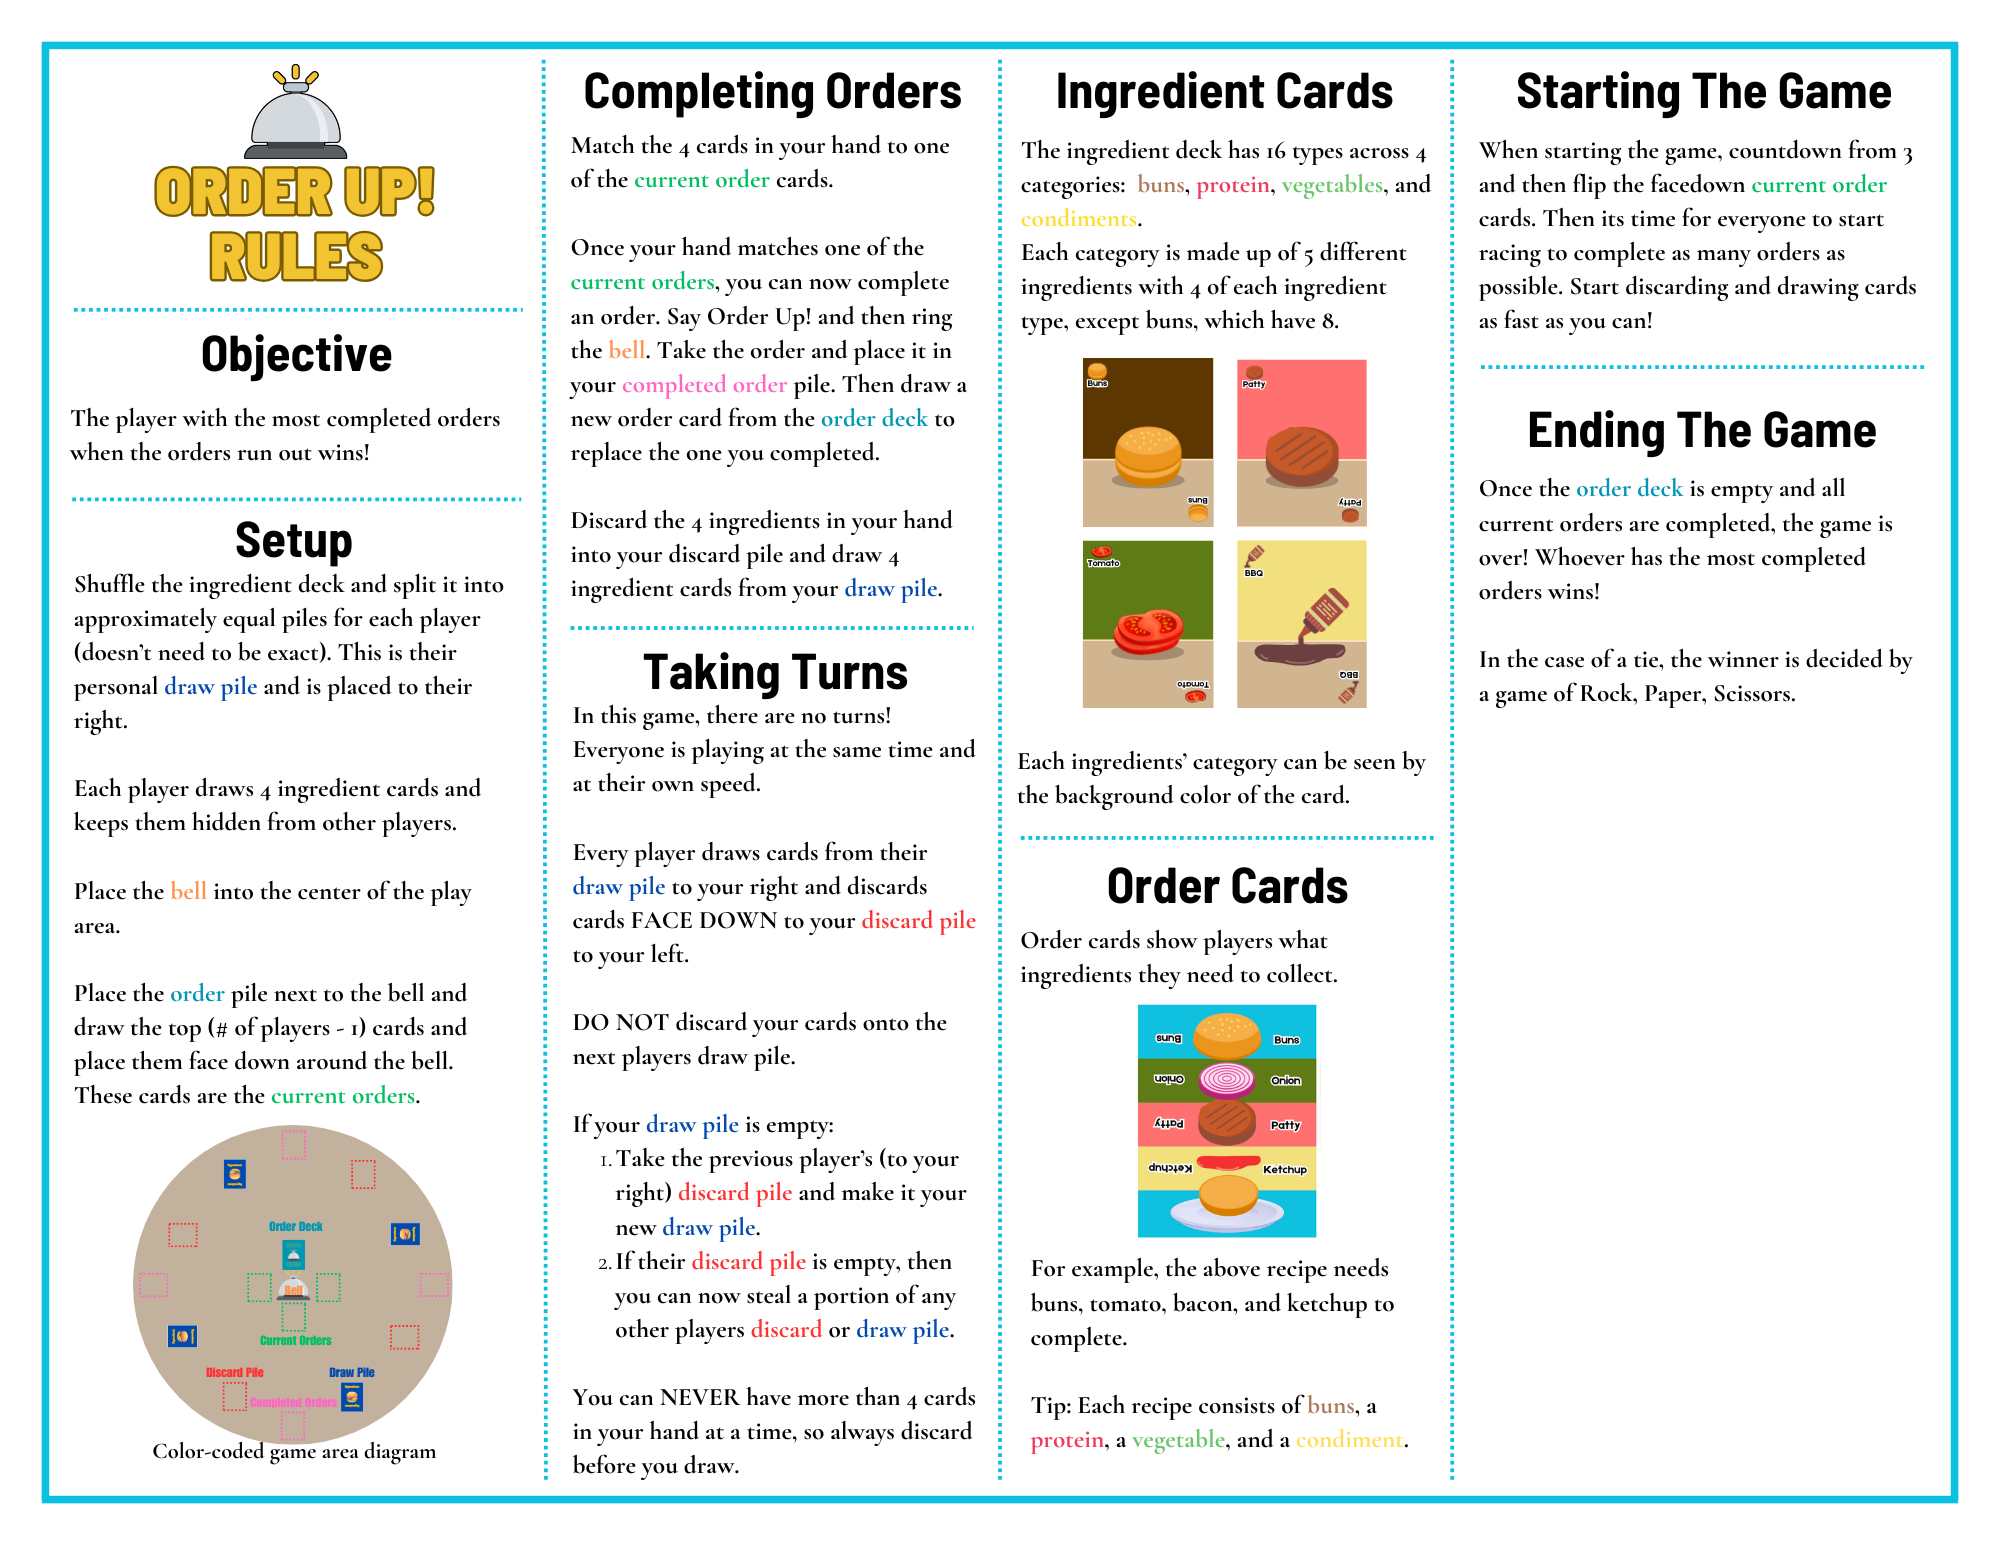 ORDER UP!
RULES
Objective
The player with the most completed orders
when the orders run out wins!
Setup
Shuffle the ingredient deck and split it into
approximately equal piles for each player
(doesn't need to be exact). This is their
personal draw pile and is placed to their
right.
Each player draws 4 ingredient cards and
keeps them hidden from other players.
Place the bell into the center of the play
area.
Place the order pile next to the bell and
draw the top (# of players - 1) cards and
place them face down around the bell.
These cards are the current orders.
Order Deck
Bell
Current Orders
Discard Pile
Draw Pile
Completed Orders
Color-coded game area diagram
Completing Orders
Match the 4 cards in your hand to one
of the current order cards.
Once your hand matches one of the
current orders, you can now complete
an order. Say Order Up! and then ring
the bell. Take the order and place it in
your completed order pile. Then draw a
new order card from the order deck to
replace the one you completed.
Discard the 4 ingredients in your hand
into your discard pile and draw 4
ingredient cards from your draw pile.
Taking Turns
In this game, there are no turns!
Everyone is playing at the same time and
at their own speed.
Every player draws cards from their
draw pile to your right and discards
cards FACE DOWN to your discard pile
to your left.
DO NOT discard your cards onto the
next players draw pile.
If your draw pile is empty:
1. Take the previous player's (to your
right) discard pile and make it your
new draw pile.
2. If their discard pile is empty, then
you can now steal a portion of any
other players discard or draw pile.
You can NEVER have more than 4 cards
in your hand at a time, so always discard
before you draw.
Ingredient Cards
The ingredient deck has 16 types across 4
categories: buns, protein, vegetables, and
condiments.
Each category is made up of 5 different
ingredients with 4 of each ingredient
type, except buns, which have 8.
Buns
Buns
Patty
Patty
Tomato
Tomato
BBQ
BBQ
Each ingredients' category can be seen by
the background color of the card.
Order Cards
Order cards show players what
ingredients they need to collect.
Buns Buns
Onion Onion
Patty Patty
Ketchup Ketchup
For example, the above recipe needs
buns, tomato, bacon, and ketchup to
complete.
Tip: Each recipe consists of buns, a
protein, a vegetable, and a condiment.
Starting The Game
When starting the game, countdown from 3
and then flip the facedown current order
cards. Then its time for everyone to start
racing to complete as many orders as
possible. Start discarding and drawing cards
as fast as you can!
Ending The Game
Once the order deck is empty and all
current orders are completed, the game is
over! Whoever has the most completed
orders wins!
In the case of a tie, the winner is decided by
a game of Rock, Paper, Scissors.